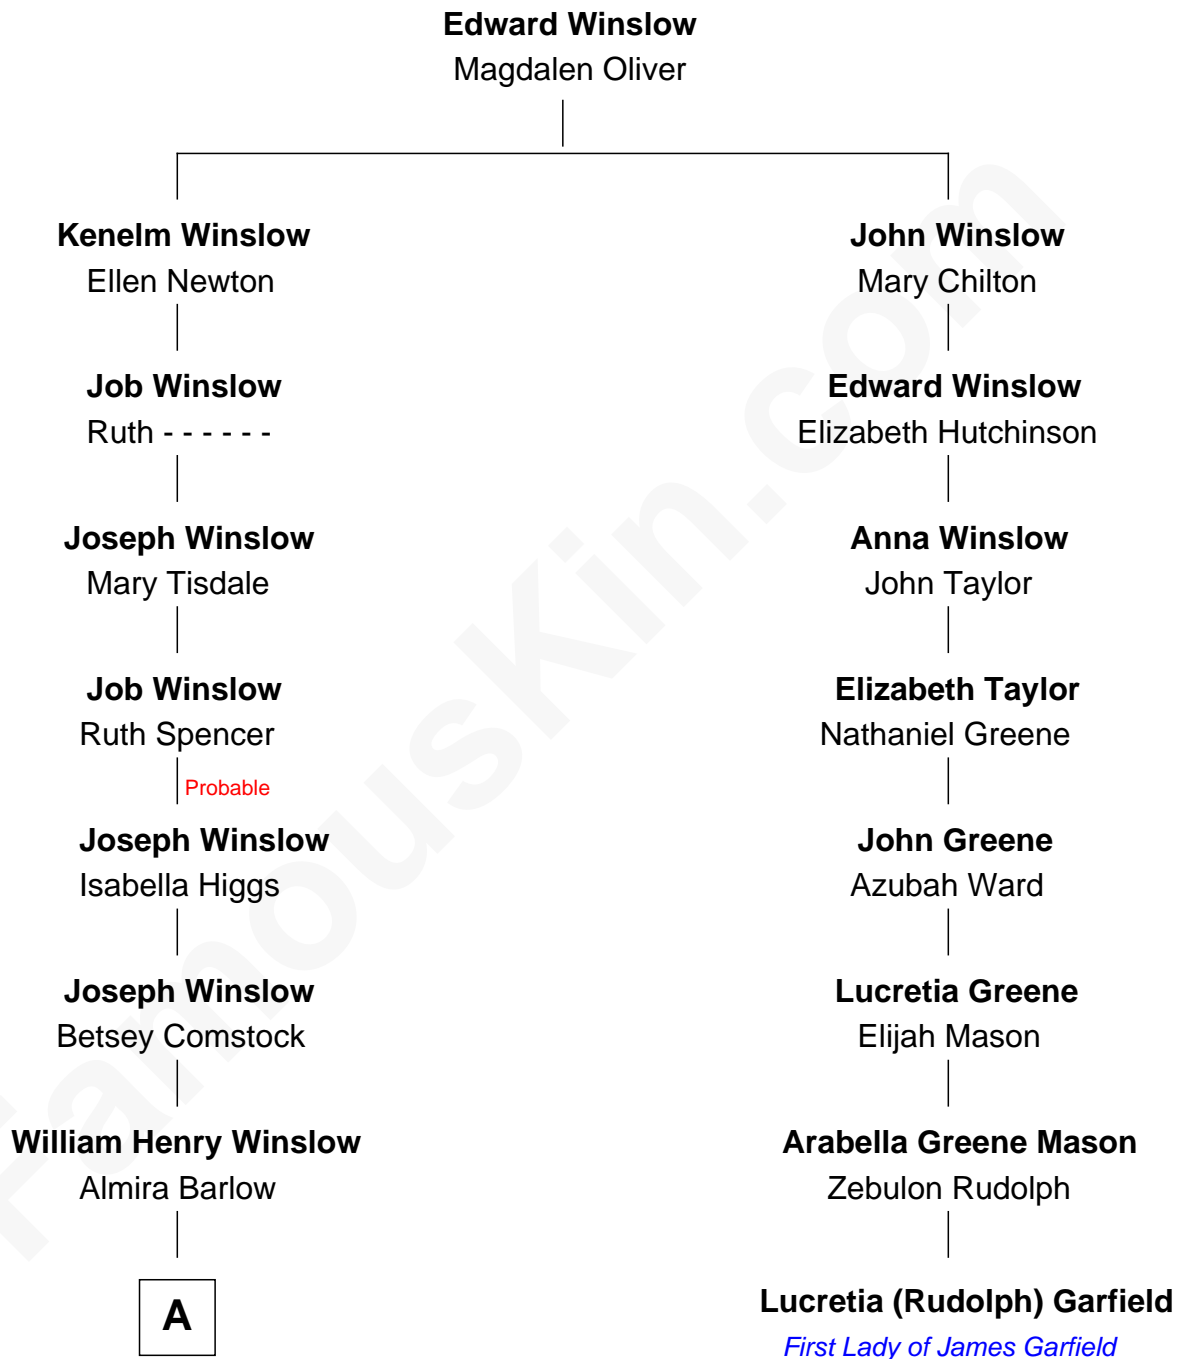 Edward Winslow
Magdalen Oliver
Kenelm Winslow
Ellen Newton
John Winslow
Mary Chilton
Job Winslow
Ruth - - - - - -
Edward Winslow
Elizabeth Hutchinson
Joseph Winslow
Mary Tisdale
Anna Winslow
John Taylor
Job Winslow
Ruth Spencer
Elizabeth Taylor
Nathaniel Greene
Probable
Joseph Winslow
Isabella Higgs
John Greene
Azubah Ward
Joseph Winslow
Betsey Comstock
Lucretia Greene
Elijah Mason
William Henry Winslow
Almira Barlow
Arabella Greene Mason
Zebulon Rudolph
A
Lucretia (Rudolph) Garfield
First Lady of James Garfield
FamousKin.com